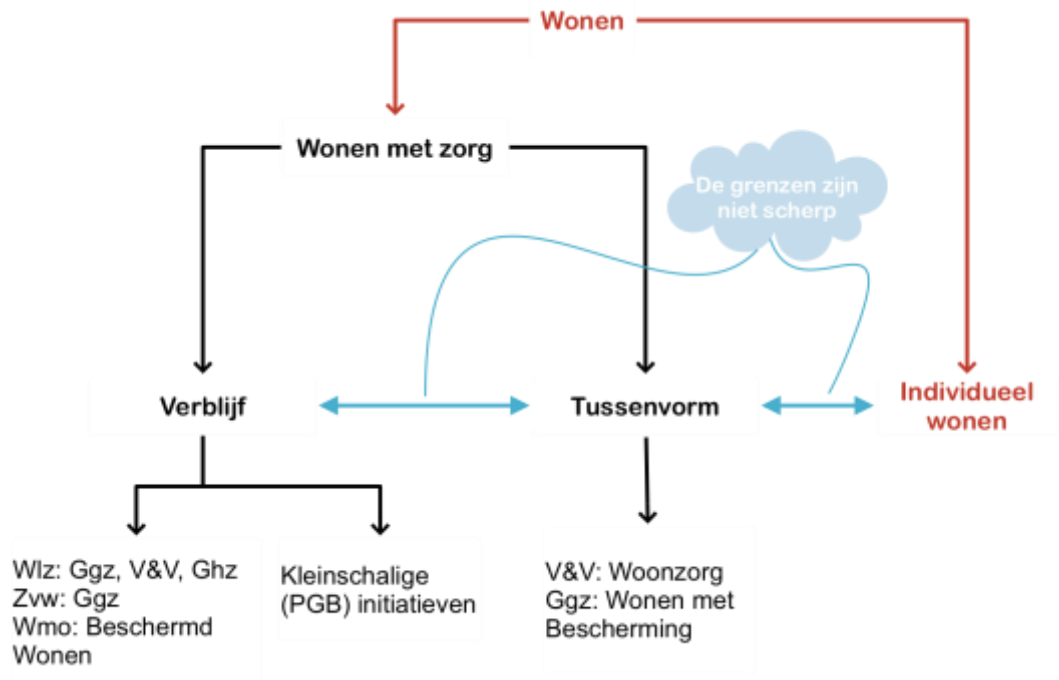 Wonen
Wonen met zorg
De grenzen zijn
niet scherp
Verblijf
Tussenvorm
Individueel
wonen
Wlz: Ggz, V&V, Ghz
Zvw: Ggz
Wmo: Beschermd
Wonen
Kleinschalige
(PGB) initiatieven
V&V: Woonzorg
Ggz: Wonen met
Bescherming